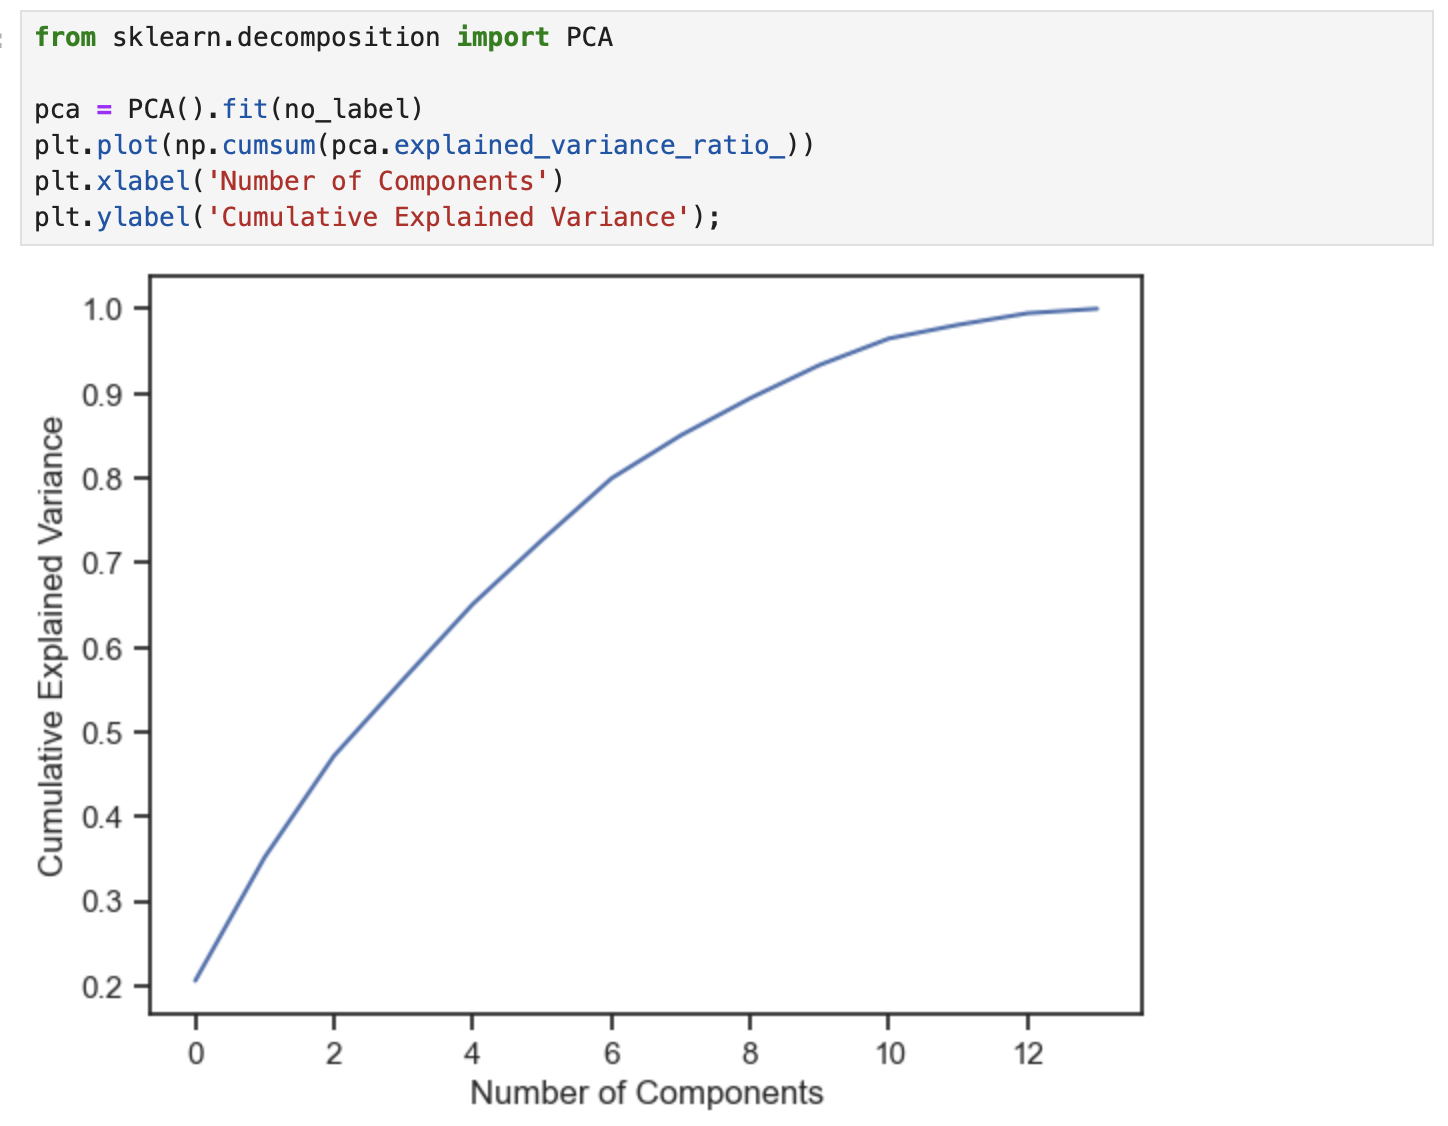 from sklearn.decomposition import PCA
pca = PCA().fit(no_label)
plt.plot(np.cumsum(pca.explained_variance_ratio_))
plt.xlabel('Number of Components')
plt.ylabel('Cumulative Explained Variance');
1.0
0.9
0.8
0.7
0.6
0.5
0.4
0.3
0.2
Cumulative Explained Variance
0 2 4 6 8 10 12
Number of Components